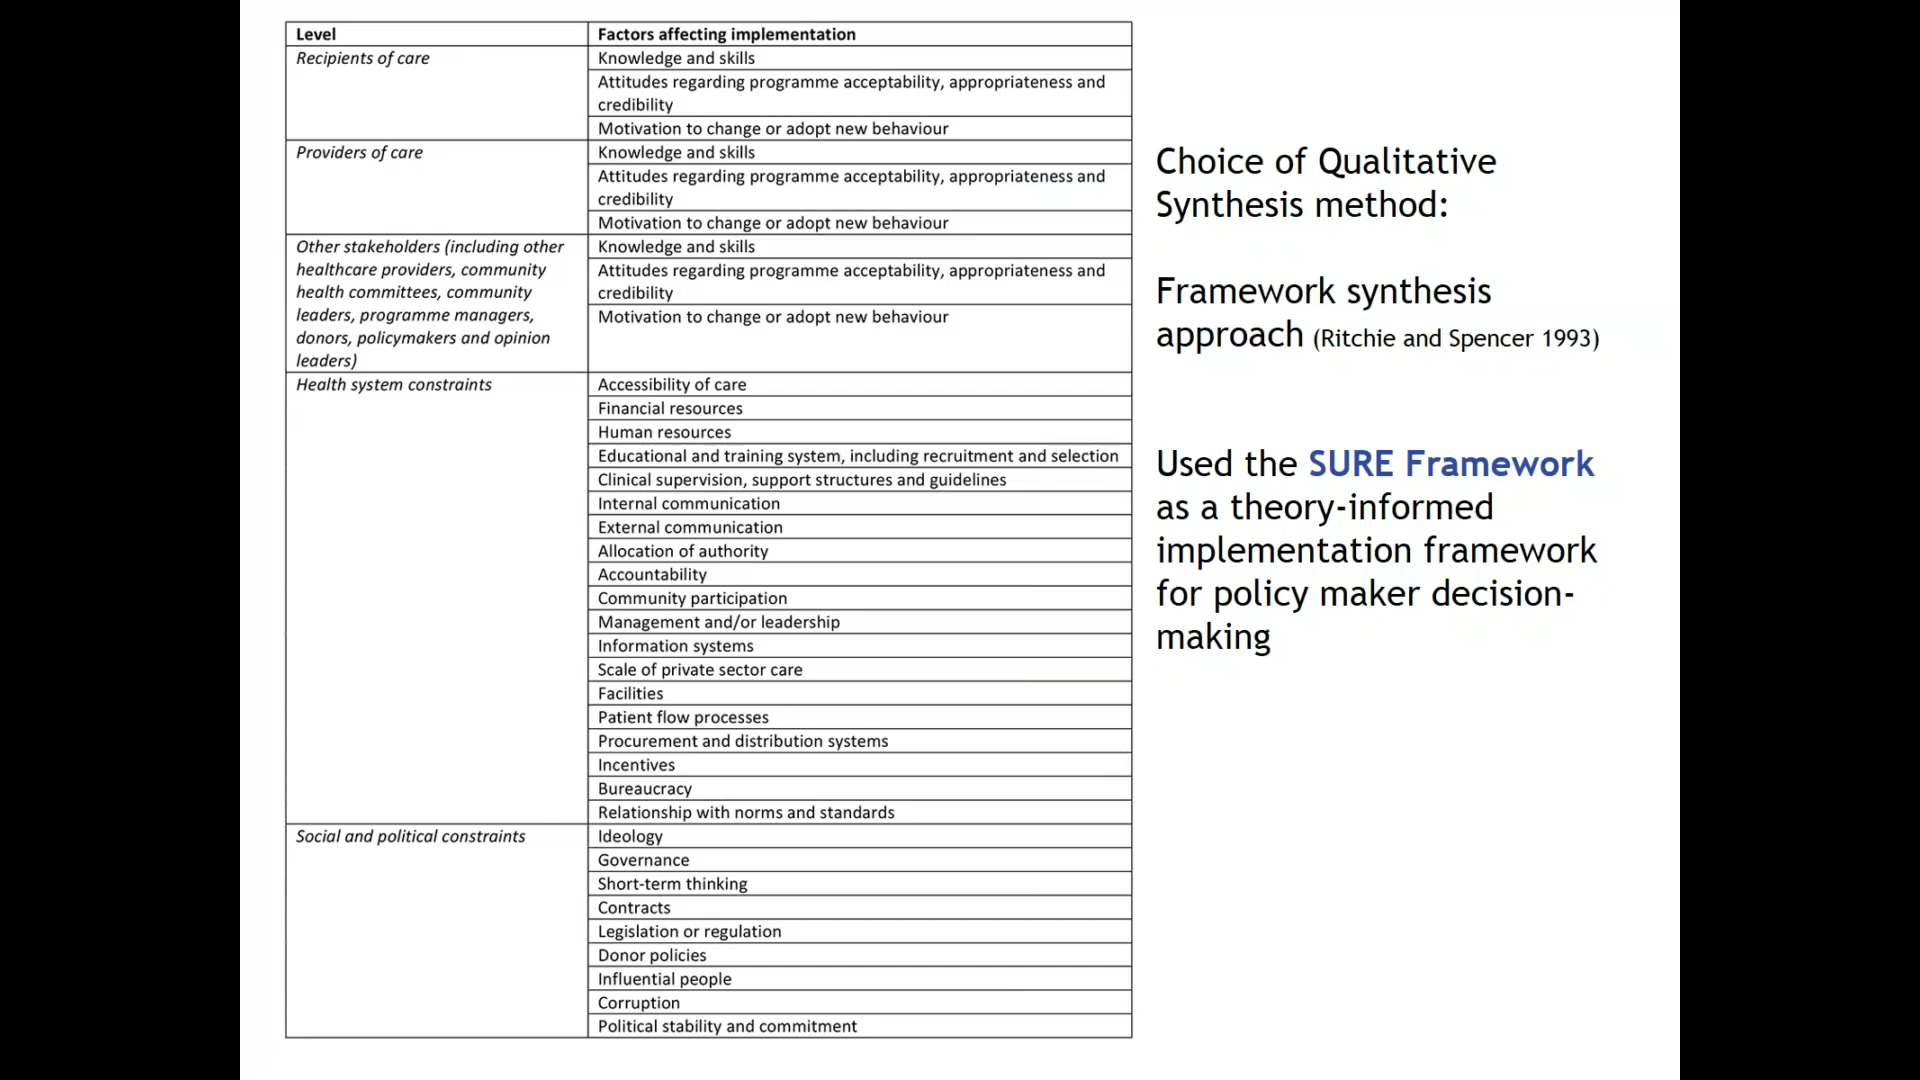 Level
Factors affecting implementation
Recipients of care
Knowledge and skills
Attitudes regarding programme acceptability, appropriateness and
credibility
Motivation to change or adopt new behaviour
Providers of care
Knowledge and skills
Attitudes regarding programme acceptability, appropriateness and
credibility
Motivation to change or adopt new behaviour
Other stakeholders (including other
healthcare providers, community
health committees, community
leaders, programme managers,
donors, policymakers and opinion
leaders)
Knowledge and skills
Attitudes regarding programme acceptability, appropriateness and
credibility
Motivation to change or adopt new behaviour
Health system constraints
Accessibility of care
Financial resources
Human resources
Educational and training system, including recruitment and selection
Clinical supervision, support structures and guidelines
Internal communication
External communication
Allocation of authority
Accountability
Community participation
Management and/or leadership
Information systems
Scale of private sector care
Facilities
Patient flow processes
Procurement and distribution systems
Incentives
Bureaucracy
Relationship with norms and standards
Social and political constraints
Ideology
Governance
Short-term thinking
Contracts
Legislation or regulation
Donor policies
Influential people
Corruption
Political stability and commitment
Choice of Qualitative
Synthesis method:
Framework synthesis
approach (Ritchie and Spencer 1993)
Used the SURE Framework
as a theory-informed
implementation framework
for policy maker decision-
making